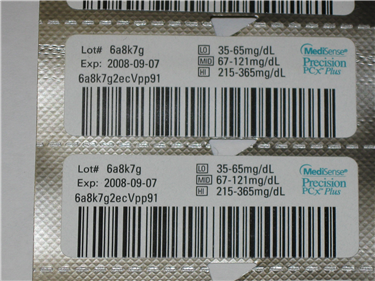 Lot# 6a8k7g
Exp: 2008-09-07
6a8k7g2ecVpp91
LO 35-65mg/dL
MID 67-121mg/dL
HI 215-365mg/dL
MediSense®
Precision
PCx® Plus
Lot# 6a8k7g
Exp: 2008-09-07
6a8k7g2ecVpp91
LO 35-65mg/dL
MID 67-121mg/dL
HI 215-365mg/dL
MediSense®
Precision
PCx® Plus